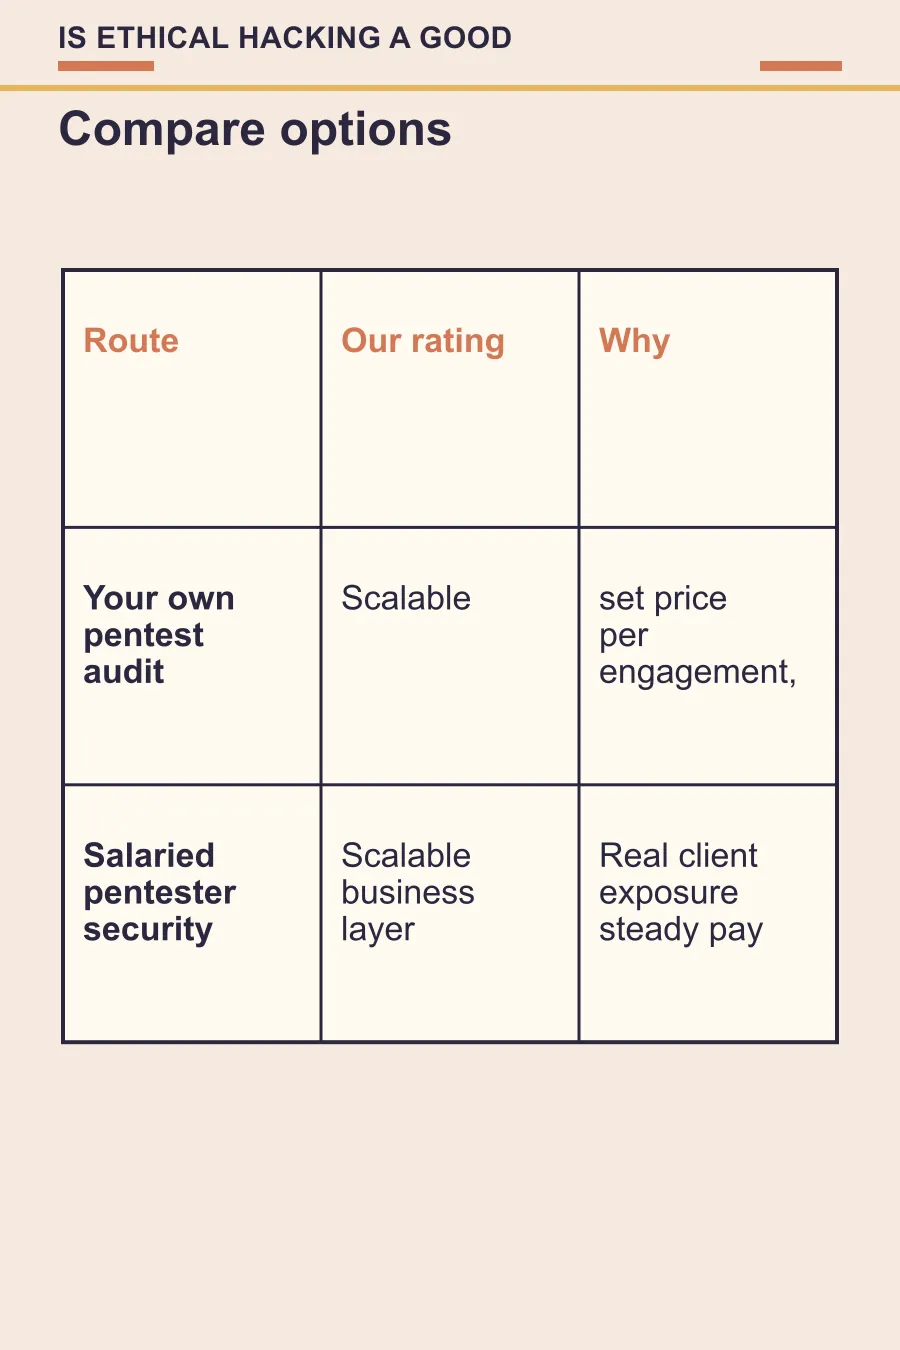 IS ETHICAL HACKING A GOOD
Compare options
Route
Our rating
Why
Your own
pentest
audit
Scalable
set price
per
engagement,
Salaried
pentester
security
Scalable
business
layer
Real client
exposure
steady pay